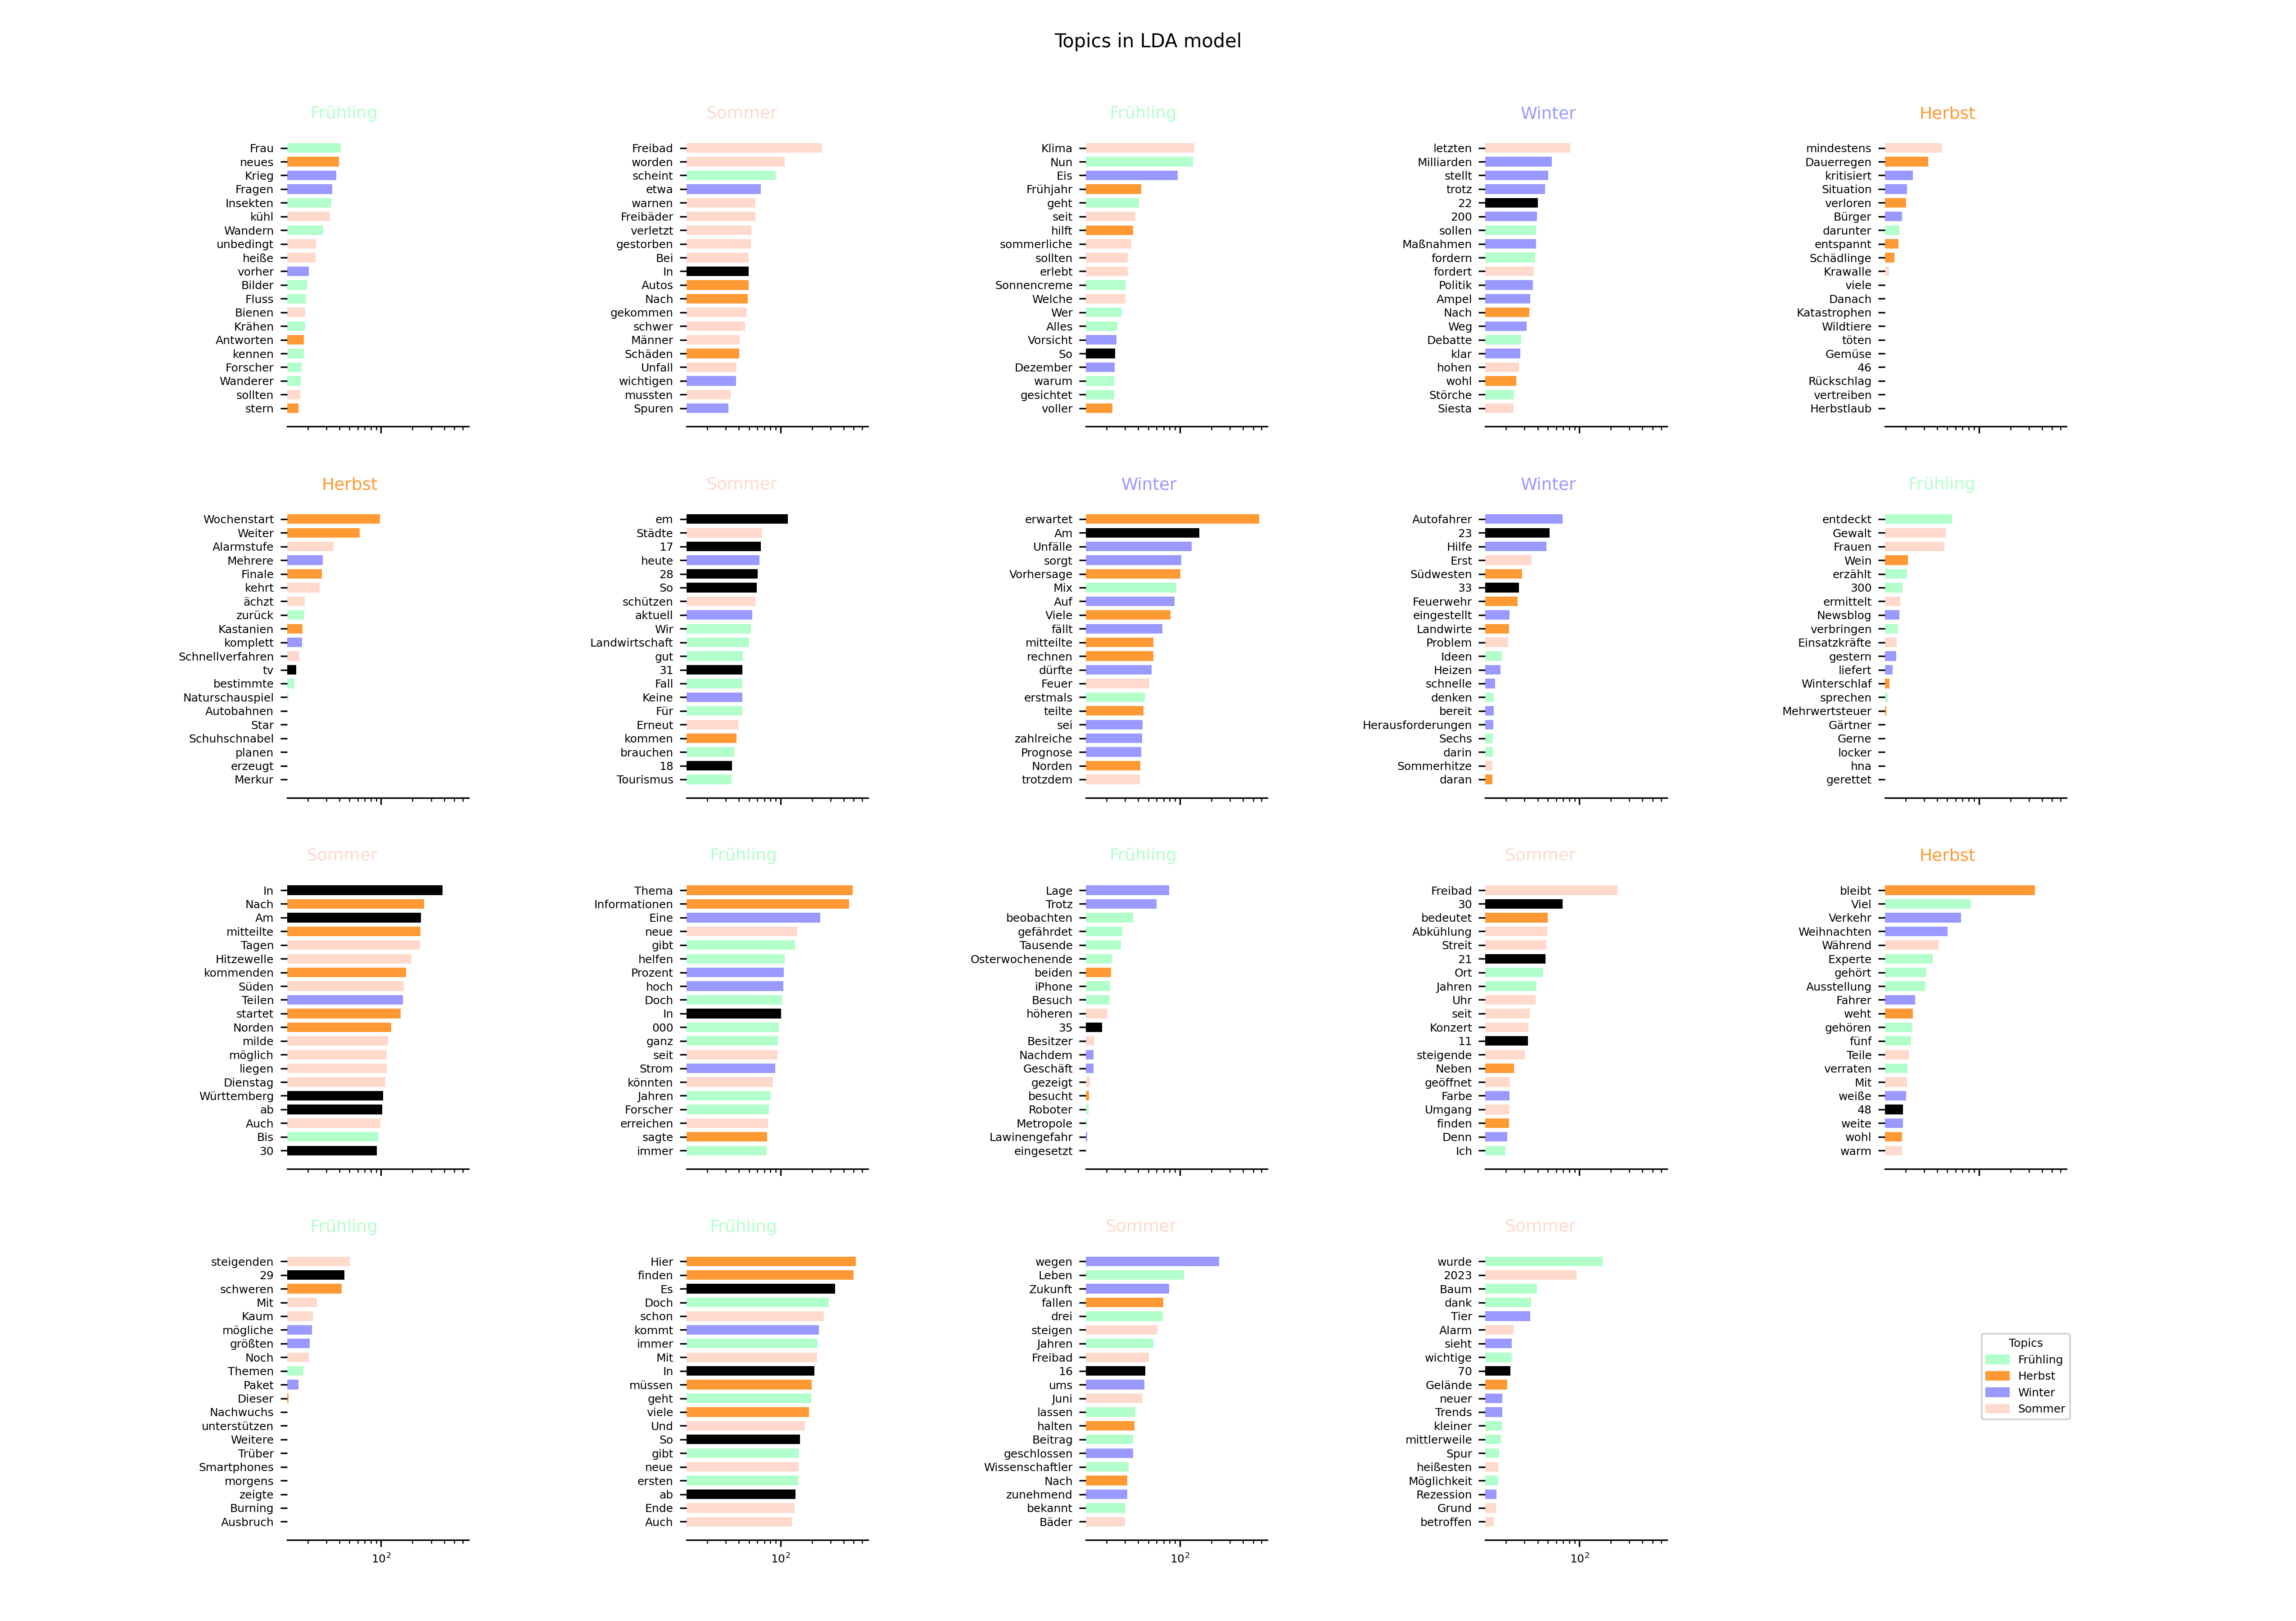 Topics in LDA model
Frühling
Frau
neues
Krieg
Fragen
Insekten
kühl
Wandern
unbedingt
heiße
vorher
Bilder
Fluss
Bienen
Krähen
Antworten
kennen
Forscher
Wanderer
sollten
stern
Sommer
Freibad
worden
scheint
etwa
warnen
Freibäder
verletzt
gestorben
Bei
In
Autos
Nach
gekommen
schwer
Männer
Schäden
Unfall
wichtigen
mussten
Spuren
Frühling
Klima
Nun
Eis
Frühjahr
geht
seit
hilft
sommerliche
sollten
erlebt
Sonnencreme
Welche
Wer
Alles
Vorsicht
So
Dezember
warum
gesichtet
voller
Winter
letzten
Milliarden
stellt
trotz
22
200
sollen
Maßnahmen
fordern
fordert
Politik
Ampel
Nach
Weg
Debatte
klar
hohen
wohl
Störche
Siesta
Herbst
mindestens
Dauerregen
kritisiert
Situation
verloren
Bürger
darunter
entspannt
Schädlinge
Krawalle
viele
Danach
Katastrophen
Wildtiere
töten
Gemüse
46
Rückschlag
vertreiben
Herbstlaub
Herbst
Wochenstart
Weiter
Alarmstufe
Mehrere
Finale
kehrt
ächzt
zurück
Kastanien
komplett
Schnellverfahren
tv
bestimmte
Naturschauspiel
Autobahnen
Star
Schuhschnabel
planen
erzeugt
Merkur
Sommer
em
Städte
17
heute
28
So
schützen
aktuell
Wir
Landwirtschaft
gut
31
Fall
Keine
Für
Erneut
kommen
brauchen
18
Tourismus
Winter
erwartet
Am
Unfälle
sorgt
Vorhersage
Mix
Auf
Viele
fällt
mitteilte
rechnen
dürfte
Feuer
erstmals
teilte
sei
zahlreiche
Prognose
Norden
trotzdem
Winter
Autofahrer
23
Hilfe
Erst
Südwesten
33
Feuerwehr
eingestellt
Landwirte
Problem
Ideen
Heizen
schnelle
denken
bereit
Herausforderungen
Sechs
darin
Sommerhitze
daran
Frühling
entdeckt
Gewalt
Frauen
Wein
erzählt
300
ermittelt
Newsblog
verbringen
Einsatzkräfte
gestern
liefert
Winterschlaf
sprechen
Mehrwertsteuer
Gärtner
Gerne
locker
hna
gerettet
Sommer
In
Nach
Am
mitteilte
Tagen
Hitzewelle
kommenden
Süden
Teilen
startet
Norden
milde
möglich
liegen
Dienstag
Württemberg
ab
Auch
Bis
30
Frühling
Thema
Informationen
Eine
neue
gibt
helfen
Prozent
hoch
Doch
In
000
ganz
seit
Strom
könnten
Jahren
Forscher
erreichen
sagte
immer
Frühling
Lage
Trotz
beobachten
gefährdet
Tausende
Osterwochenende
beiden
iPhone
Besuch
höheren
35
Besitzer
Nachdem
Geschäft
gezeigt
besucht
Roboter
Metropole
Lawinengefahr
eingesetzt
Sommer
Freibad
30
bedeutet
Abkühlung
Streit
21
Ort
Jahren
Uhr
seit
Konzert
11
steigende
Neben
geöffnet
Farbe
Umgang
finden
Denn
Ich
Herbst
bleibt
Viel
Verkehr
Weihnachten
Während
Experte
gehört
Ausstellung
Fahrer
weht
gehören
fünf
Teile
verraten
Mit
weiße
48
weite
wohl
warm
Frühling
steigenden
29
schweren
Mit
Kaum
mögliche
größten
Noch
Themen
Paket
Dieser
Nachwuchs
unterstützen
Weitere
Trüber
Smartphones
morgens
zeigte
Burning
Ausbruch
10²
Frühling
Hier
finden
Es
Doch
schon
kommt
immer
Mit
In
müssen
geht
viele
Und
So
gibt
neue
ersten
ab
Ende
Auch
10²
Sommer
wegen
Leben
Zukunft
fallen
drei
steigen
Jahren
Freibad
16
ums
Juni
lassen
halten
Beitrag
geschlossen
Wissenschaftler
Nach
zunehmend
bekannt
Bäder
10²
Sommer
wurde
2023
Baum
dank
Tier
Alarm
sieht
wichtige
70
Gelände
neuer
Trends
kleiner
mittlerweile
Spur
heißesten
Möglichkeit
Rezession
Grund
betroffen
10²
Topics
Frühling
Herbst
Winter
Sommer